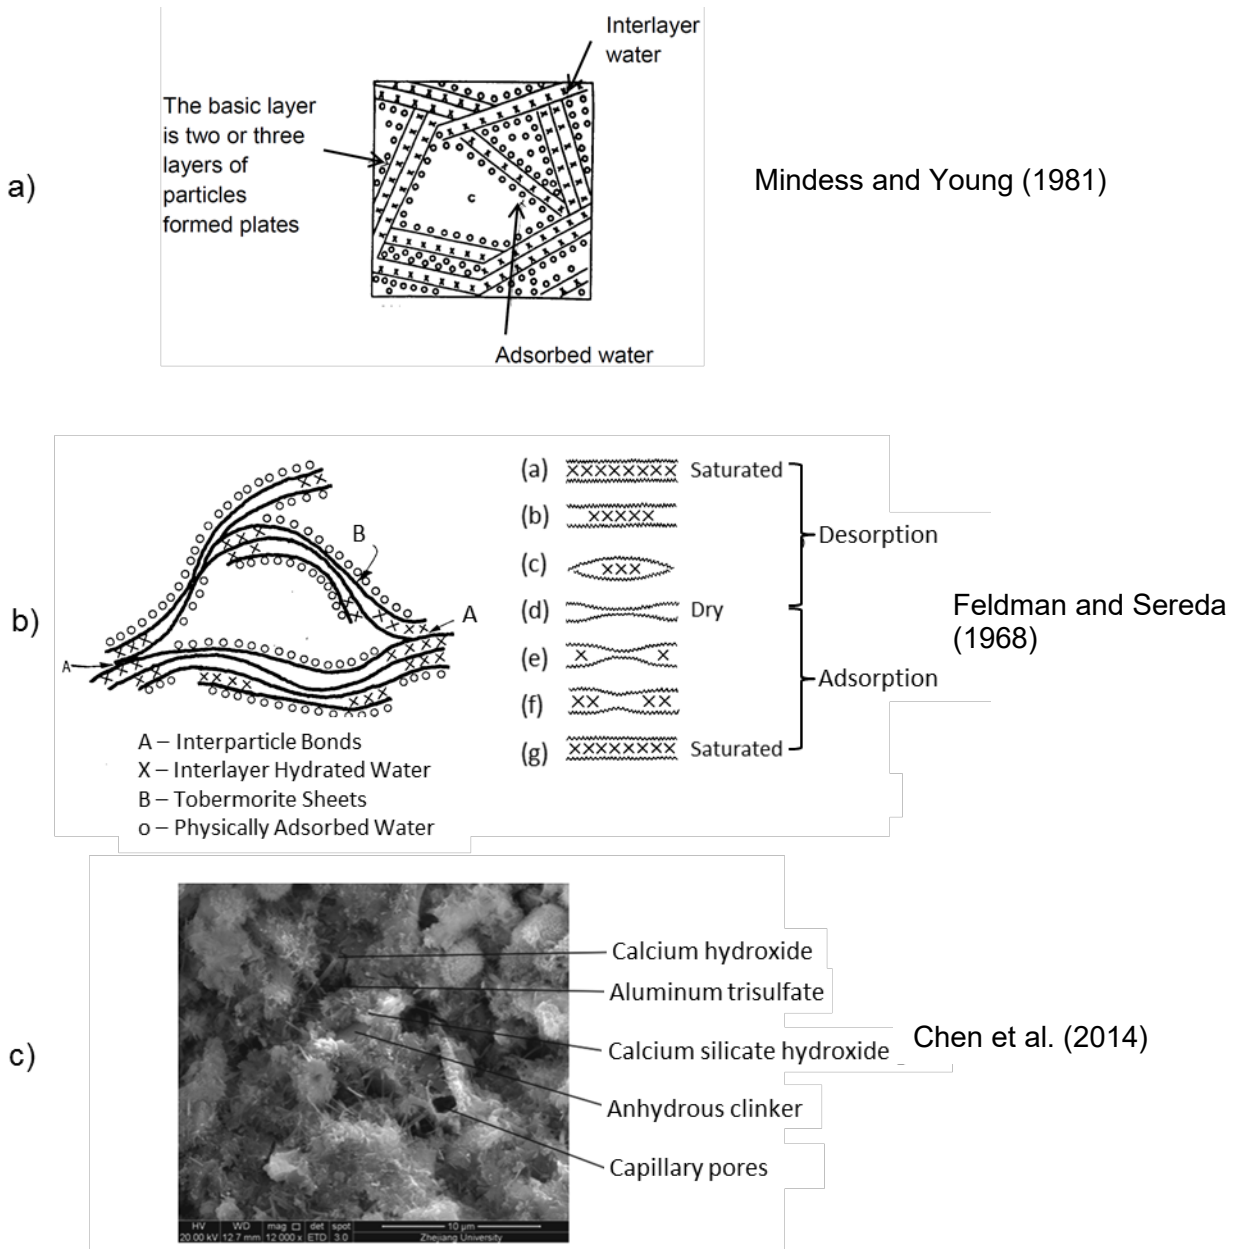 a)
Interlayer
water
The basic layer
is two or three
layers of
particles
formed plates
c
Adsorbed water
Mindess and Young (1981)
b)
B
A
A
A – Interparticle Bonds
X – Interlayer Hydrated Water
B – Tobermorite Sheets
o – Physically Adsorbed Water
(a) Saturated
(b)
(c)
(d) Dry
(e)
(f)
(g) Saturated
Desorption
Adsorption
Feldman and Sereda
(1968)
c)
Calcium hydroxide
Aluminum trisulfate
Calcium silicate hydroxide
Anhydrous clinker
Capillary pores
HV WD mag det spot 10 µm
20.00 kV 12.7 mm 12 000 x ETD 3.0 Zhejiang University
Chen et al. (2014)